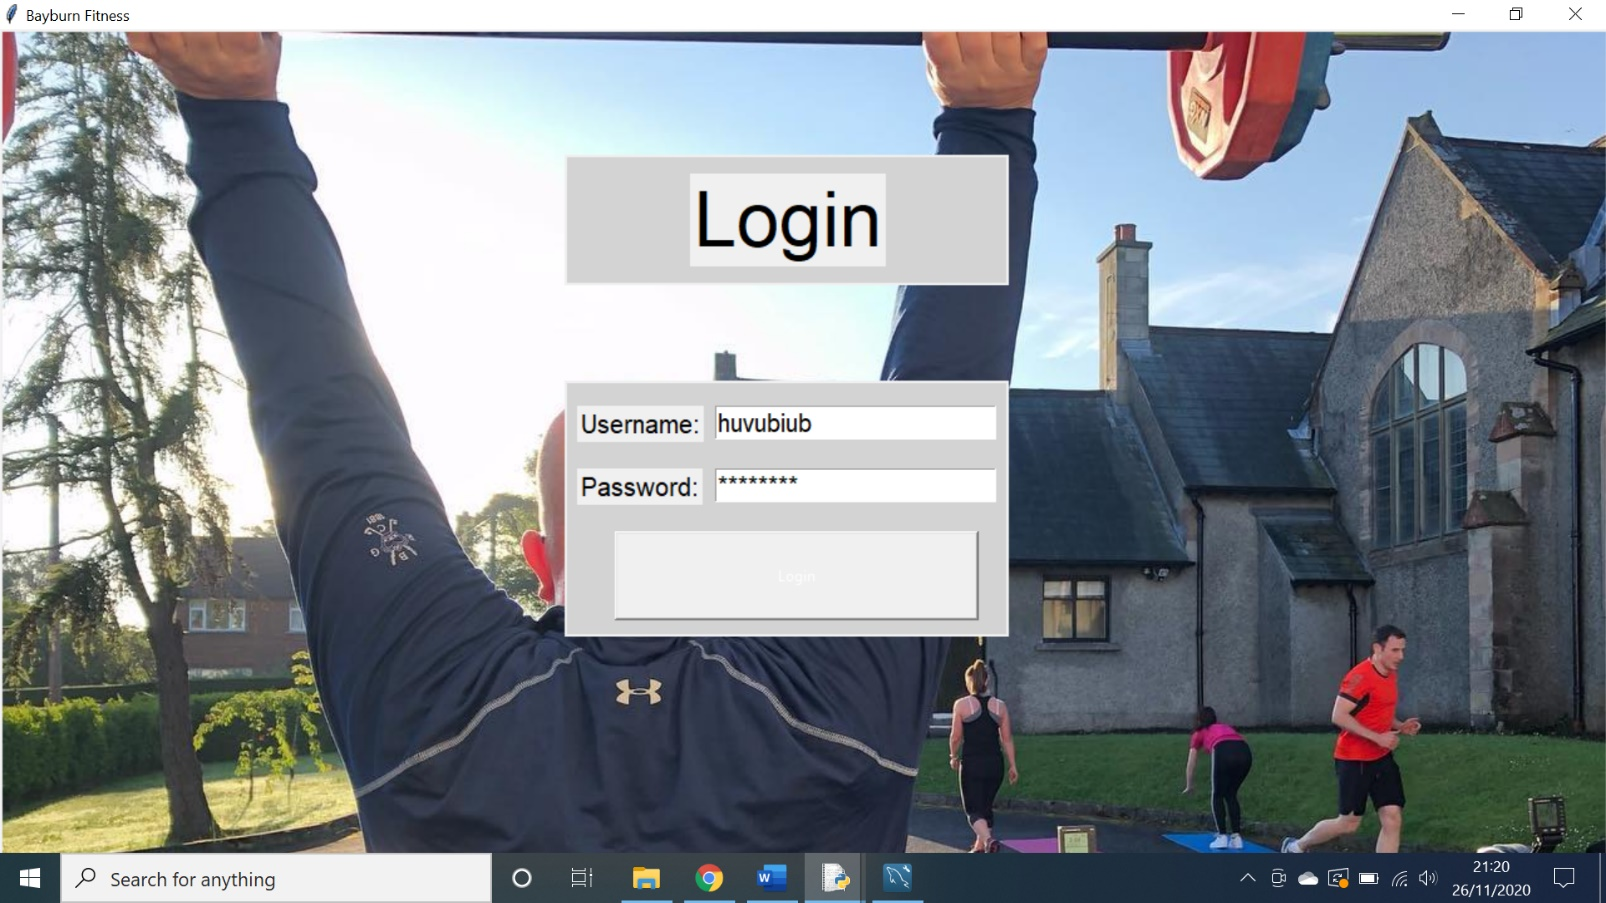 Bayburn Fitness
Login
Username: huvubiub
Password: ********
Login
Search for anything
21:20
26/11/2020